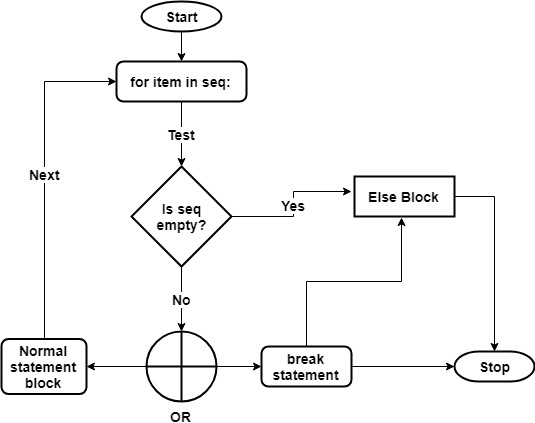 Start
for item in seq:
Test
Next
Is seq
empty?
Yes
Else Block
No
Normal
statement
block
break
statement
Stop
OR